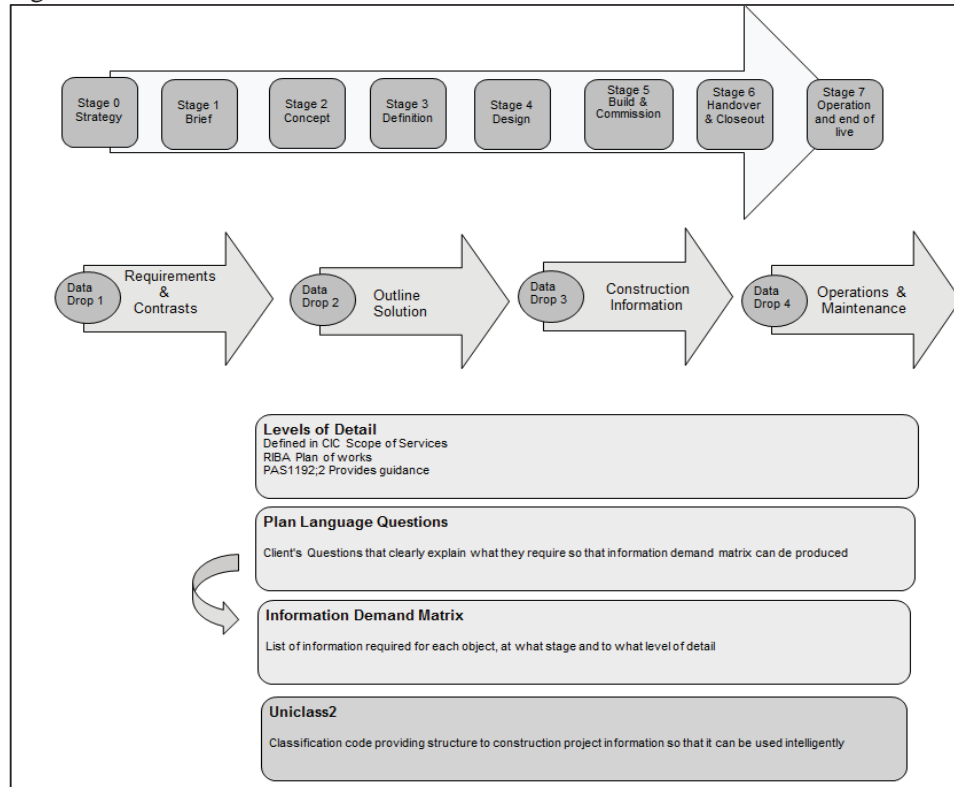 Stage 0
Strategy
Stage 1
Brief
Stage 2
Concept
Stage 3
Definition
Stage 4
Design
Stage 5
Build &
Commission
Stage 6
Handover
& Closeout
Stage 7
Operation
and end of
live
Data
Drop 1
Requirements
&
Contrasts
Data
Drop 2
Outline
Solution
Data
Drop 3
Construction
Information
Data
Drop 4
Operations &
Maintenance
Levels of Detail
Defined in CIC Scope of Services
RIBA Plan of works
PAS1192;2 Provides guidance
Plan Language Questions
Client's Questions that clearly explain what they require so that information demand matrix can be produced
Information Demand Matrix
List of information required for each object, at what stage and to what level of detail
Uniclass2
Classification code providing structure to construction project information so that it can be used intelligently